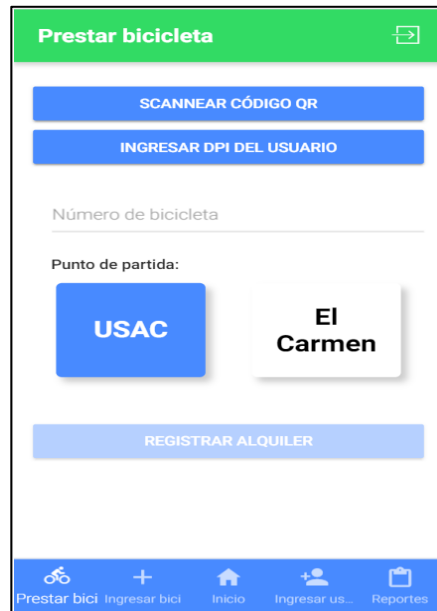 Prestar bicicleta
SCANNEAR CÓDIGO QR
INGRESAR DPI DEL USUARIO
Número de bicicleta
Punto de partida:
USAC
El
Carmen
REGISTRAR ALQUILER
Prestar bici Ingresar bici Inicio Ingresar us... Reportes